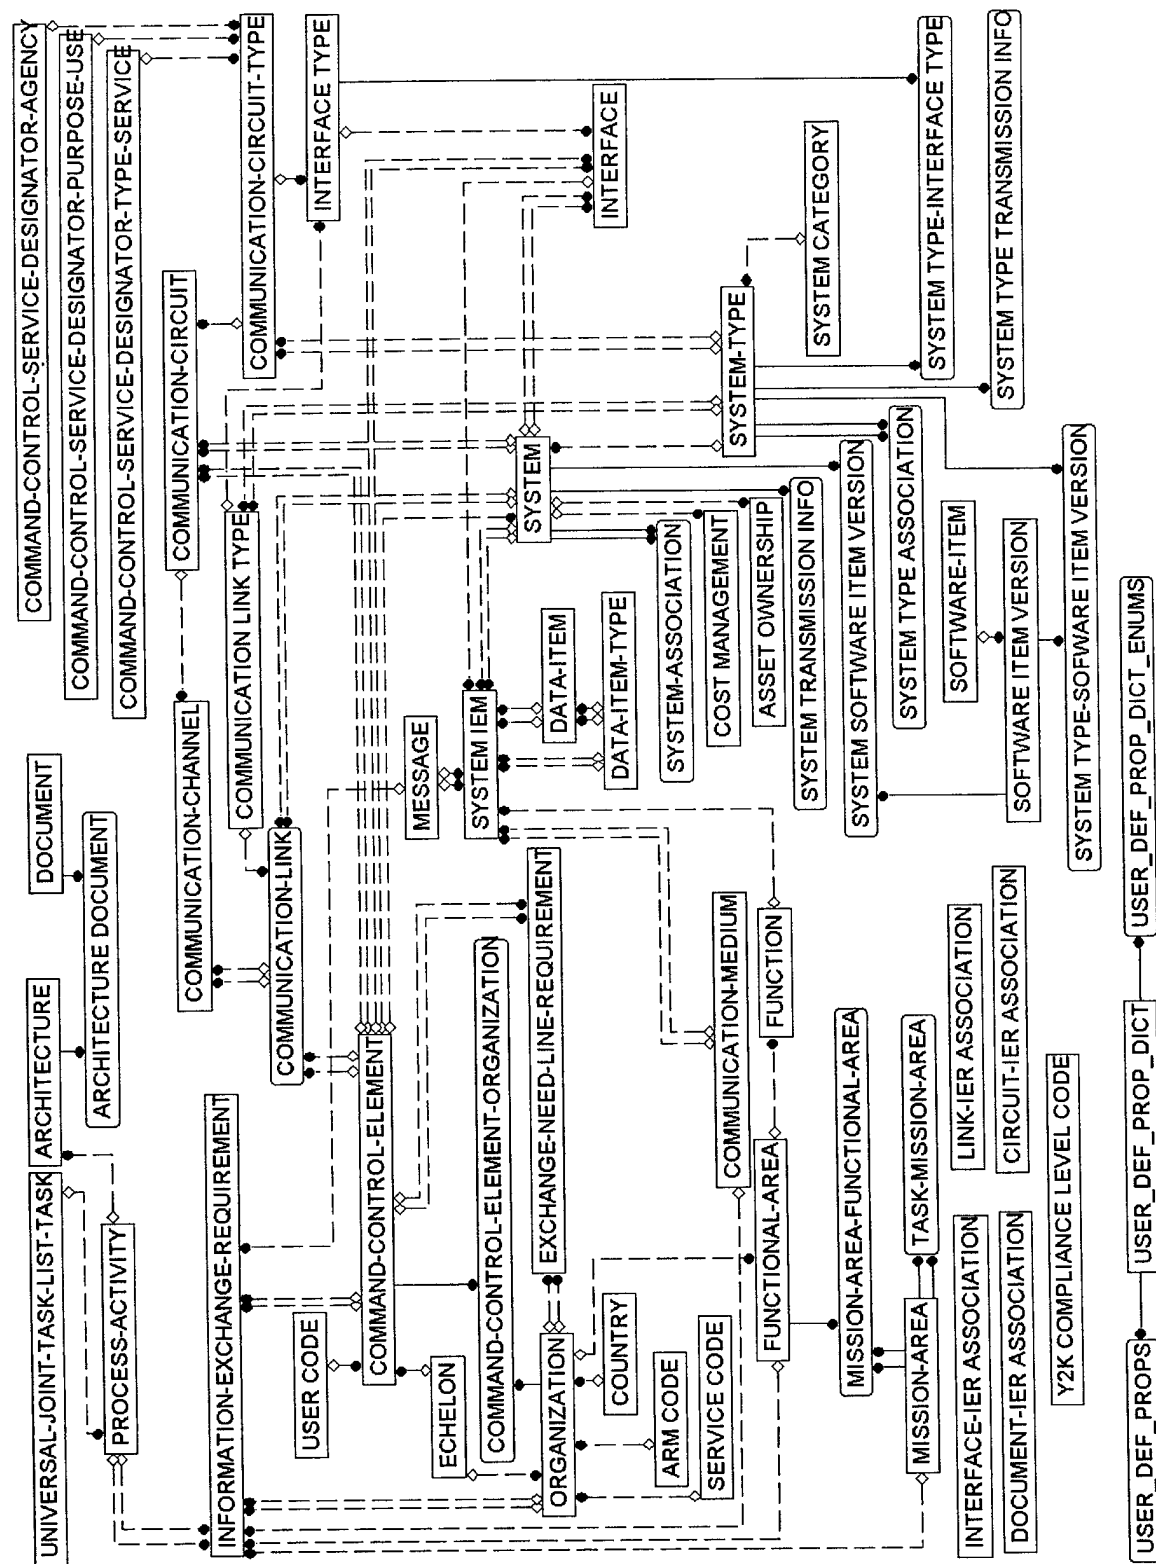 UNIVERSAL-JOINT-TASK-LIST-TASK
ARCHITECTURE
DOCUMENT
COMMAND-CONTROL-SERVICE-DESIGNATOR-AGENCY
COMMAND-CONTROL-SERVICE-DESIGNATOR-PURPOSE-USE
COMMAND-CONTROL-SERVICE-DESIGNATOR-TYPE-SERVICE
ARCHITECTURE DOCUMENT
PROCESS-ACTIVITY
COMMUNICATION-CHANNEL
COMMUNICATION-CIRCUIT
INFORMATION-EXCHANGE-REQUIREMENT
COMMUNICATION LINK TYPE
COMMUNICATION-CIRCUIT-TYPE
COMMUNICATION-LINK
INTERFACE TYPE
USER CODE
COMMAND-CONTROL-ELEMENT
MESSAGE
ECHELON
SYSTEM IEM
COMMAND-CONTROL-ELEMENT-ORGANIZATION
SYSTEM
EXCHANGE-NEED-LINE-REQUIREMENT
DATA-ITEM
ORGANIZATION
INTERFACE
COUNTRY
DATA-ITEM-TYPE
ARM CODE
SYSTEM-ASSOCIATION
SERVICE CODE
COST MANAGEMENT
COMMUNICATION-MEDIUM
SYSTEM-TYPE
ASSET OWNERSHIP
FUNCTIONAL-AREA
FUNCTION
SYSTEM TRANSMISSION INFO
SYSTEM CATEGORY
MISSION-AREA-FUNCTIONAL-AREA
SYSTEM SOFTWARE ITEM VERSION
MISSION-AREA
TASK-MISSION-AREA
SYSTEM TYPE ASSOCIATION
SYSTEM TYPE-INTERFACE TYPE
INTERFACE-IER ASSOCIATION
LINK-IER ASSOCIATION
SOFTWARE-ITEM
DOCUMENT-IER ASSOCIATION
CIRCUIT-IER ASSOCIATION
SOFTWARE ITEM VERSION
SYSTEM TYPE TRANSMISSION INFO
Y2K COMPLIANCE LEVEL CODE
SYSTEM TYPE-SOFWARE ITEM VERSION
USER_DEF_PROPS
USER_DEF_PROP_DICT
USER_DEF_PROP_DICT_ENUMS